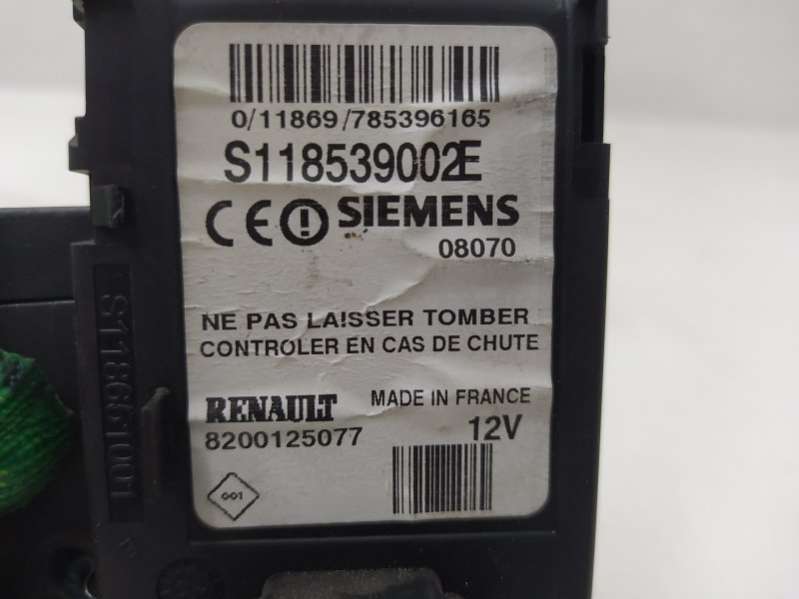 0/11869/785396165
S118539002E
CE SIEMENS
08070
NE PAS LAISSER TOMBER
CONTROLER EN CAS DE CHUTE
RENAULT MADE IN FRANCE
8200125077 12V
001